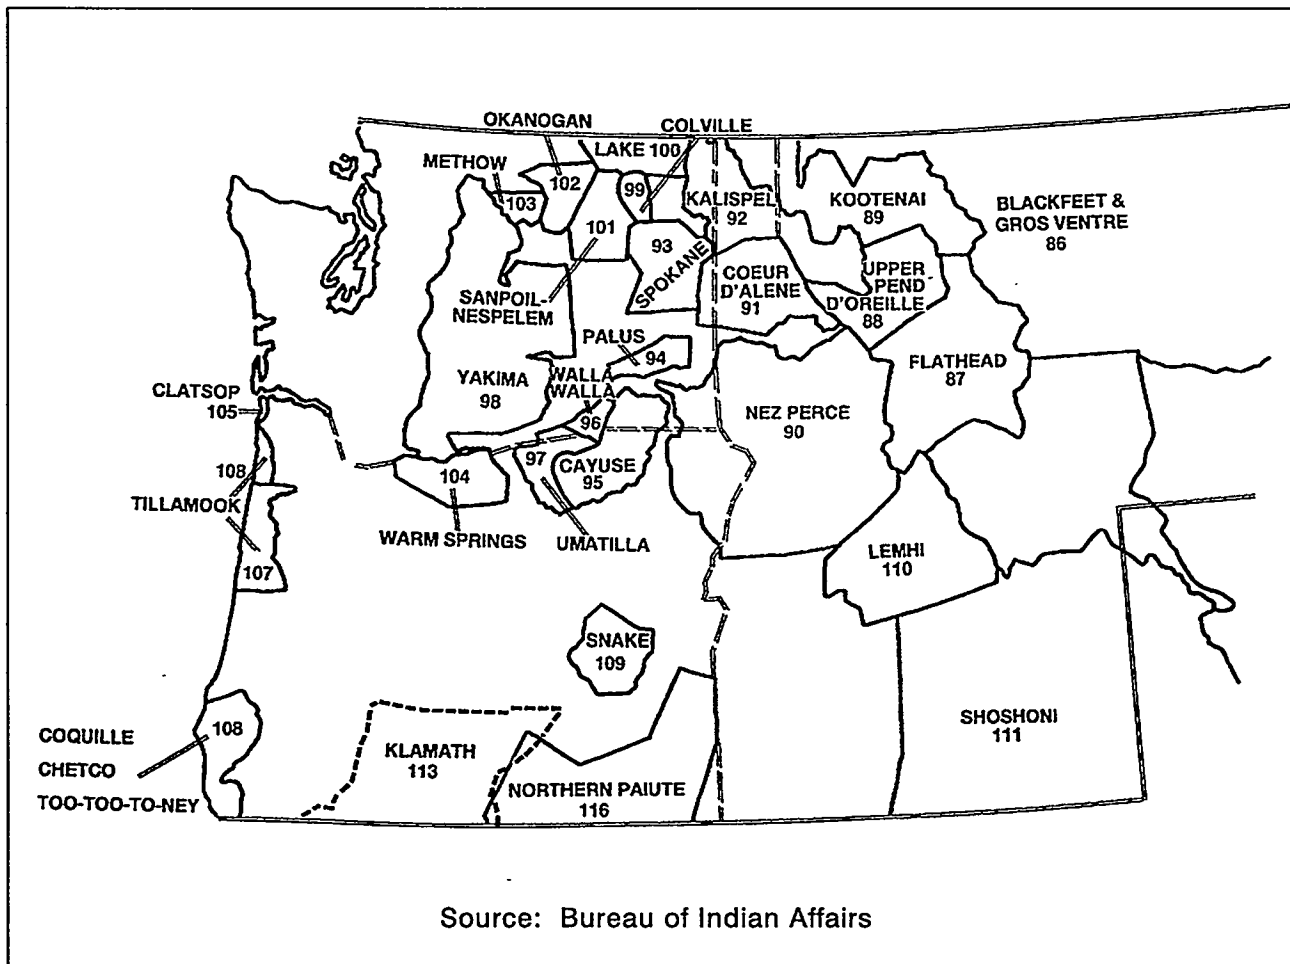 OKANOGAN
COLVILLE
METHOW
LAKE 100
102
99
103
KALISPEL
92
KOOTENAI
89
BLACKFEET &
GROS VENTRE
86
101
93
SPOKANE
COEUR
D'ALENE
91
UPPER
PEND
D'OREILLE
88
SANPOIL-
NESPELEM
PALUS
94
FLATHEAD
87
YAKIMA
98
WALLA
WALLA
96
CLATSOP
105
NEZ PERCE
90
108
TILLAMOOK
104
97
CAYUSE
95
WARM SPRINGS
UMATILLA
LEMHI
110
107
SNAKE
109
COQUILLE
CHETCO
TOO-TOO-TO-NEY
108
KLAMATH
113
NORTHERN PAIUTE
116
SHOSHONI
111
Source: Bureau of Indian Affairs